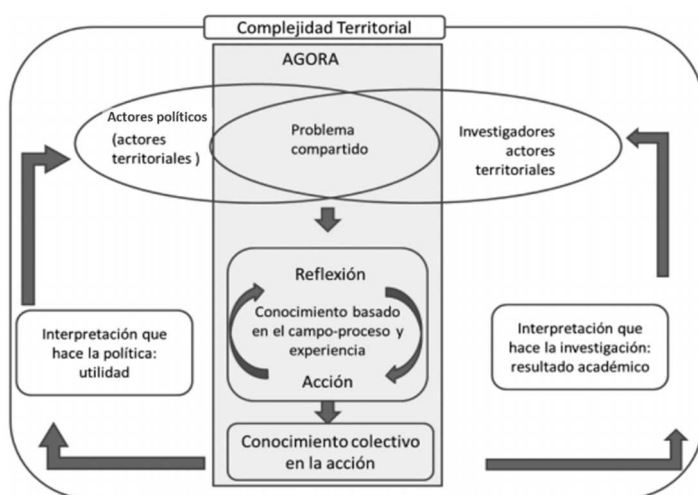 Complejidad Territorial
AGORA
Actores políticos
(actores
territoriales )
Problema
compartido
Investigadores
actores
territoriales
Reflexión
Conocimiento basado
en el campo-proceso y
experiencia
Acción
Interpretación que
hace la política:
utilidad
Interpretación que
hace la investigación:
resultado académico
Conocimiento colectivo
en la acción